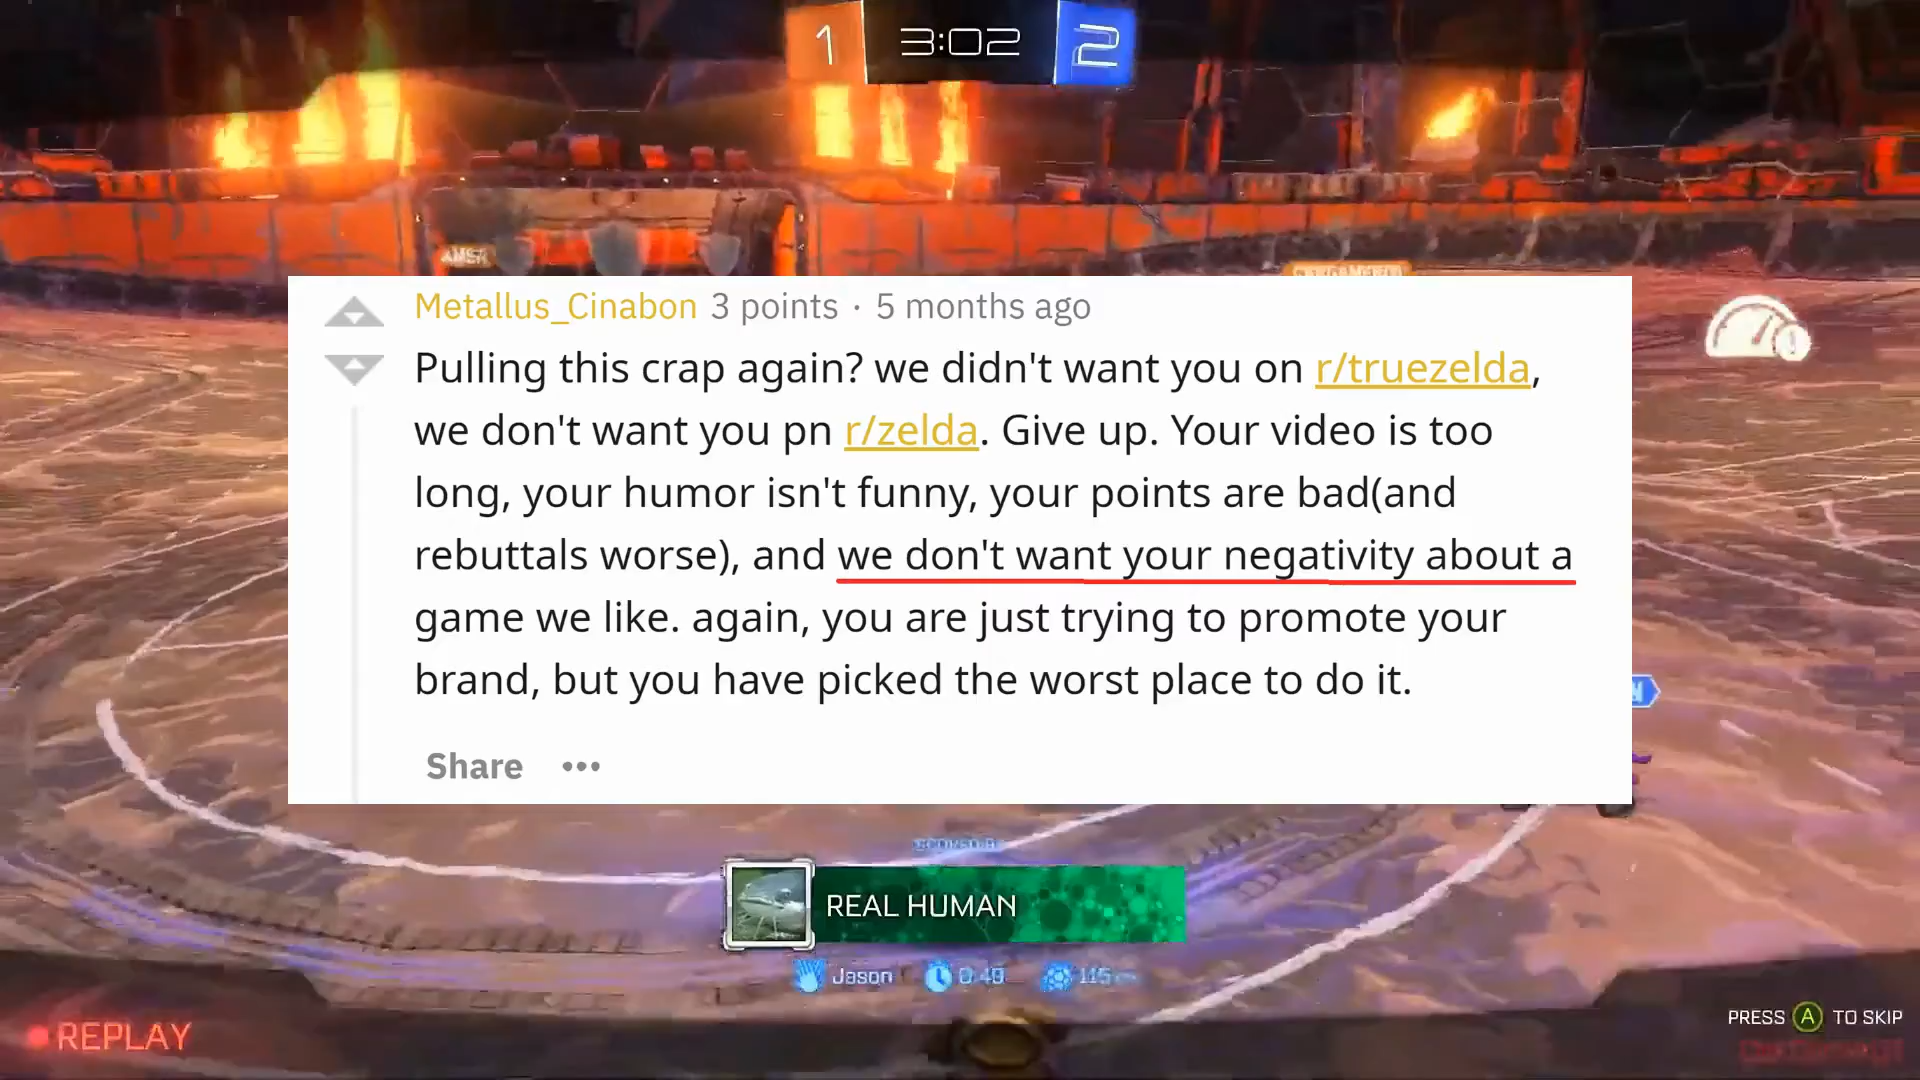 1 3:02 2
Metallus_Cinabon 3 points · 5 months ago
Pulling this crap again? we didn't want you on r/truezelda,
we don't want you pn r/zelda. Give up. Your video is too
long, your humor isn't funny, your points are bad(and
rebuttals worse), and we don't want your negativity about a
game we like. again, you are just trying to promote your
brand, but you have picked the worst place to do it.
Share •••
REAL HUMAN
Jason 0:49 115
REPLAY
PRESS A TO SKIP